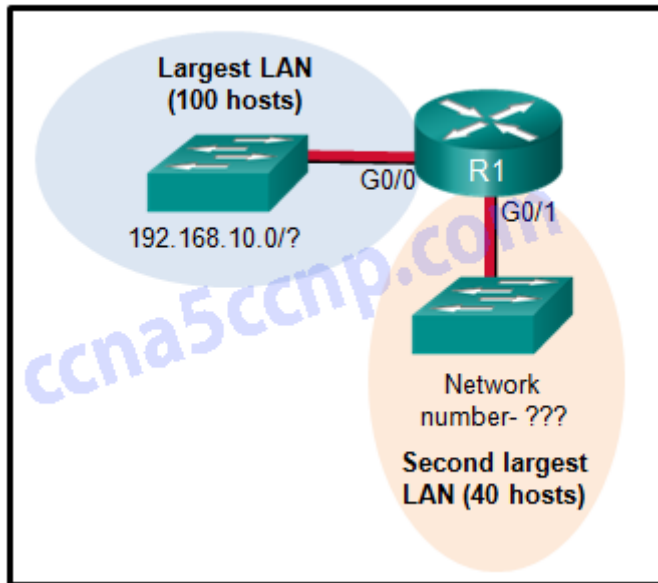 Largest LAN
(100 hosts)
R1
G0/0
G0/1
192.168.10.0/?
ccna5ccnp.com
Network
number- ???
Second largest
LAN (40 hosts)